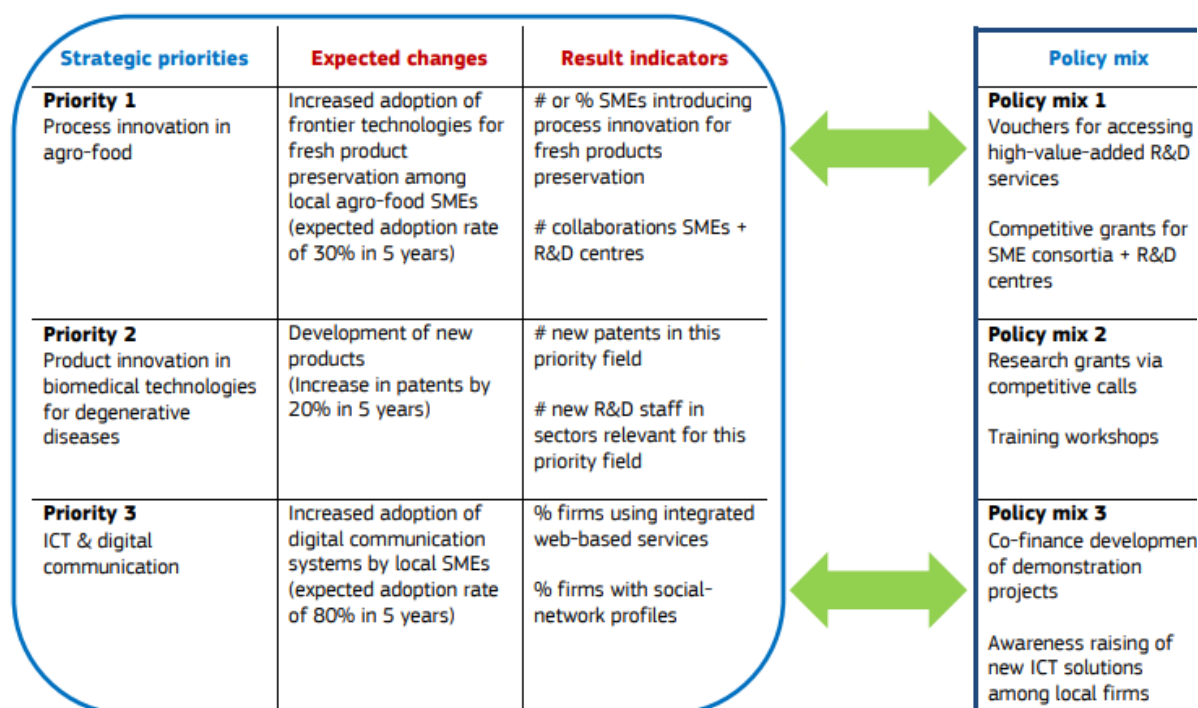 Strategic priorities
Expected changes
Result indicators
Policy mix
Priority 1
Process innovation in
agro-food
Increased adoption of
frontier technologies for
fresh product
preservation among
local agro-food SMEs
(expected adoption rate
of 30% in 5 years)
# or % SMEs introducing
process innovation for
fresh products
preservation
# collaborations SMEs +
R&D centres
Policy mix 1
Vouchers for accessing
high-value-added R&D
services
Competitive grants for
SME consortia + R&D
centres
Priority 2
Product innovation in
biomedical technologies
for degenerative
diseases
Development of new
products
(Increase in patents by
20% in 5 years)
# new patents in this
priority field
# new R&D staff in
sectors relevant for this
priority field
Policy mix 2
Research grants via
competitive calls
Training workshops
Priority 3
ICT & digital
communication
Increased adoption of
digital communication
systems by local SMEs
(expected adoption rate
of 80% in 5 years)
% firms using integrated
web-based services
% firms with social-
network profiles
Policy mix 3
Co-finance developmen
of demonstration
projects
Awareness raising of
new ICT solutions
among local firms